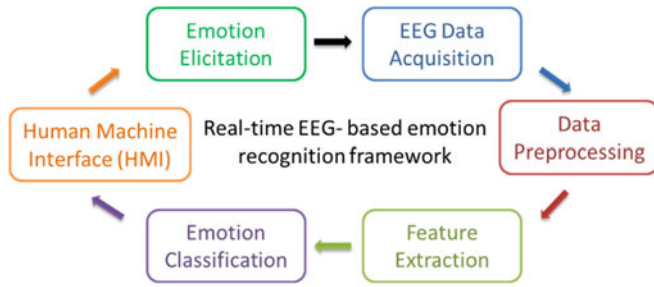 Emotion
Elicitation
EEG Data
Acquisition
Human Machine
Interface (HMI)
Real-time EEG- based emotion
recognition framework
Data
Preprocessing
Emotion
Classification
Feature
Extraction